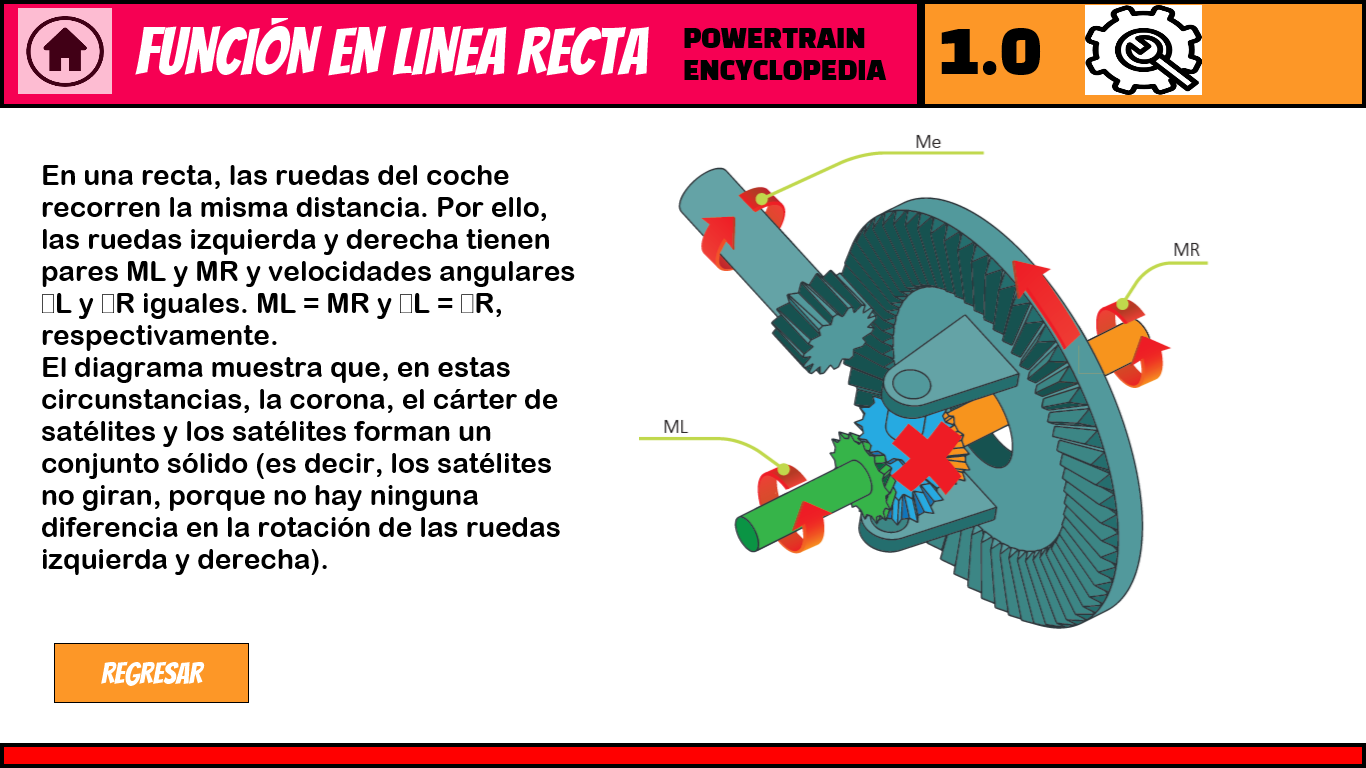 FUNCIÓN EN LINEA RECTA
POWERTRAIN
ENCYCLOPEDIA
1.0
En una recta, las ruedas del coche
recorren la misma distancia. Por ello,
las ruedas izquierda y derecha tienen
pares ML y MR y velocidades angulares
□L y □R iguales. ML = MR y □L = □R,
respectivamente.
El diagrama muestra que, en estas
circunstancias, la corona, el cárter de
satélites y los satélites forman un
conjunto sólido (es decir, los satélites
no giran, porque no hay ninguna
diferencia en la rotación de las ruedas
izquierda y derecha).
Me
MR
ML
REGRESAR